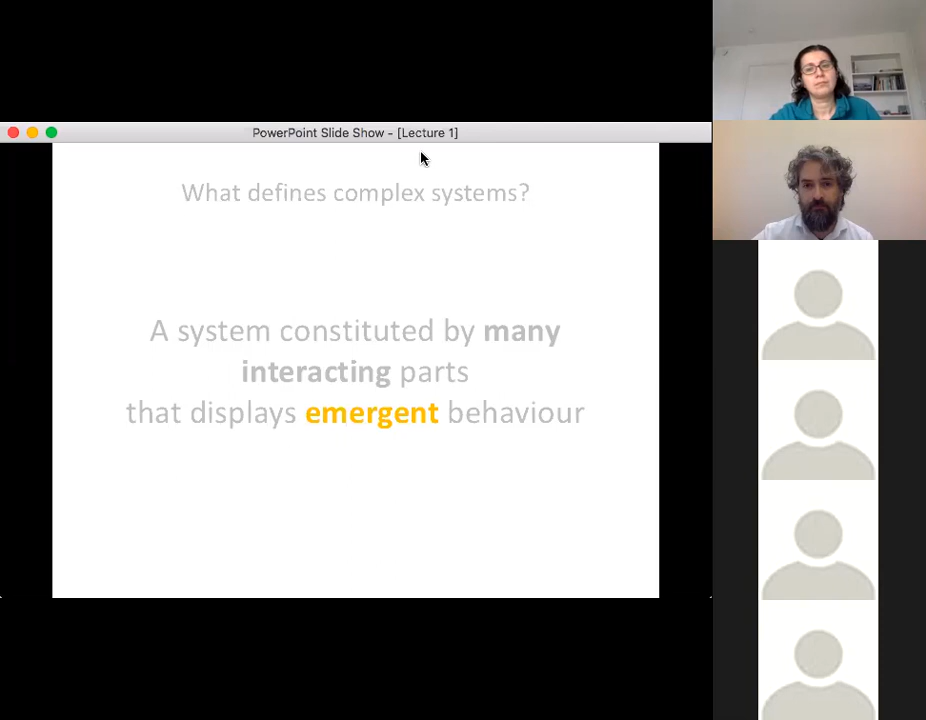 PowerPoint Slide Show - [Lecture 1]
What defines complex systems?
A system constituted by many
interacting parts
that displays emergent behaviour